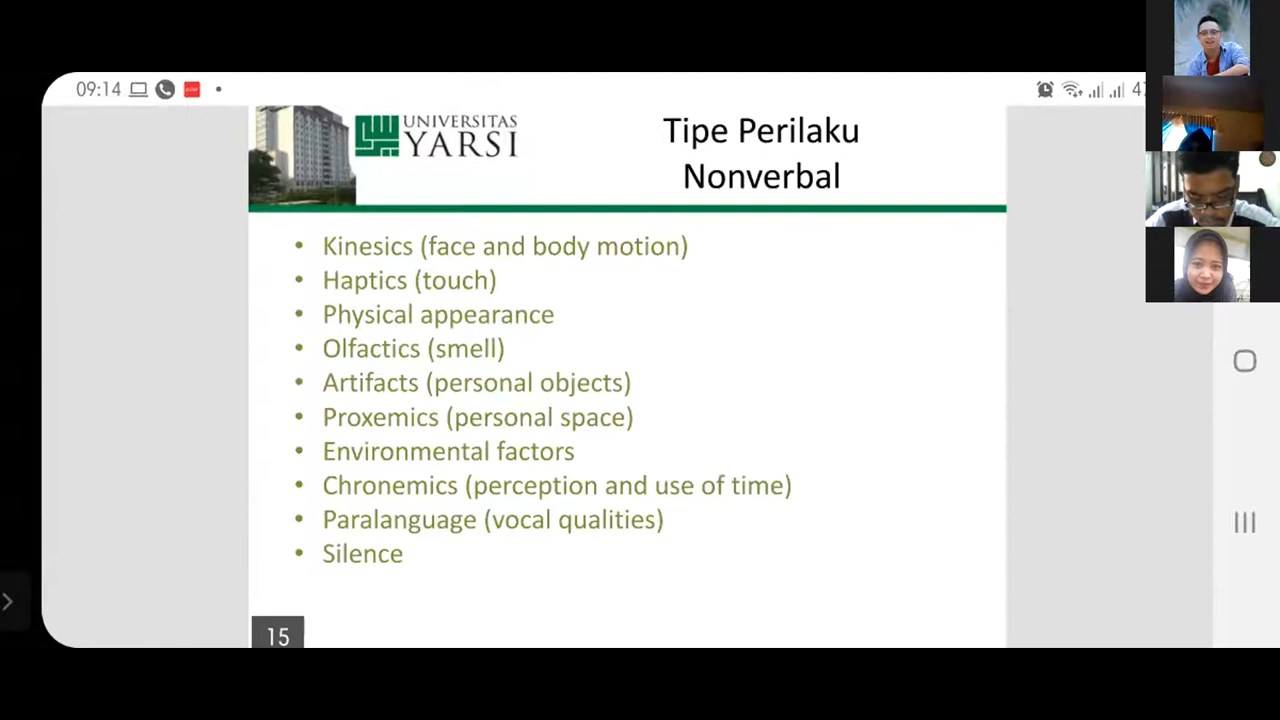 09:14
47
UNIVERSITAS
YARSI
Tipe Perilaku
Nonverbal
• Kinesics (face and body motion)
• Haptics (touch)
• Physical appearance
• Olfactics (smell)
• Artifacts (personal objects)
• Proxemics (personal space)
• Environmental factors
• Chronemics (perception and use of time)
• Paralanguage (vocal qualities)
• Silence
15